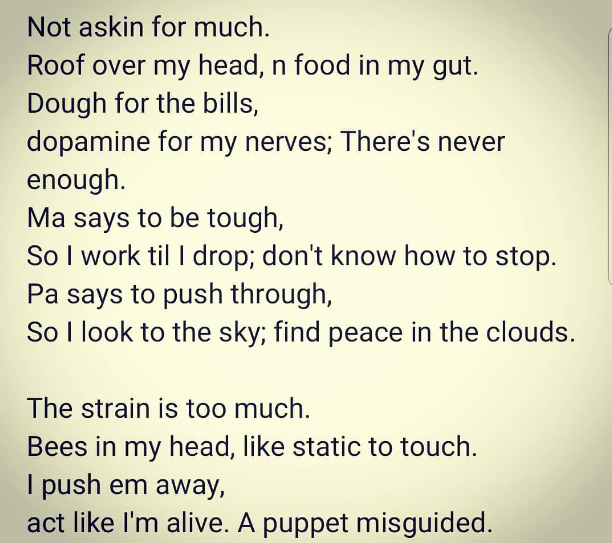 Not askin for much.
Roof over my head, n food in my gut.
Dough for the bills,
dopamine for my nerves; There's never
enough.
Ma says to be tough,
So I work til I drop; don't know how to stop.
Pa says to push through,
So I look to the sky; find peace in the clouds.
The strain is too much.
Bees in my head, like static to touch.
I push em away,
act like I'm alive. A puppet misguided.